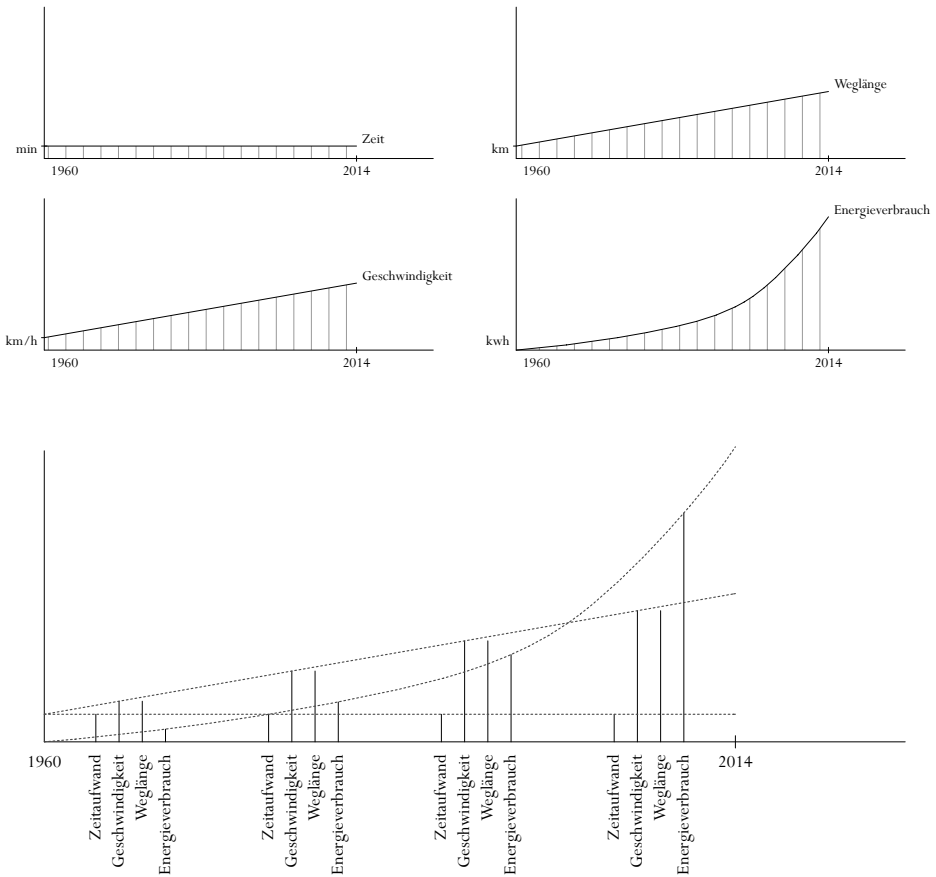 Zeit
min
1960
2014
Weglänge
km
1960
2014
Geschwindigkeit
km/h
1960
2014
Energieverbrauch
kwh
1960
2014
1960
2014
Zeitaufwand
Geschwindigkeit
Weglänge
Energieverbrauch
Zeitaufwand
Geschwindigkeit
Weglänge
Energieverbrauch
Zeitaufwand
Geschwindigkeit
Weglänge
Energieverbrauch
Zeitaufwand
Geschwindigkeit
Weglänge
Energieverbrauch